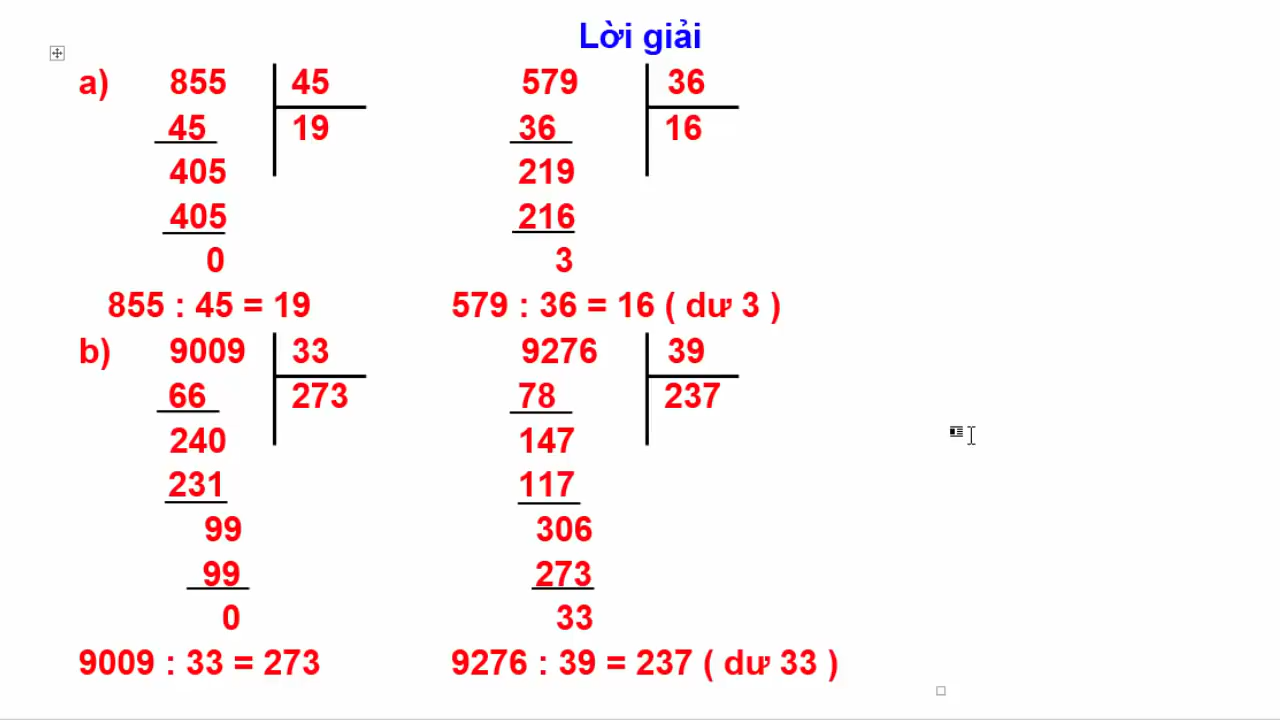 Lời giải
a) 855 45 579 36
45 19 36 16
405 219
405 216
0 3
855 : 45 = 19 579 : 36 = 16 ( dư 3 )
b) 9009 33 9276 39
66 273 78 237
240 147
231 117
99 306
99 273
0 33
9009 : 33 = 273 9276 : 39 = 237 ( dư 33 )